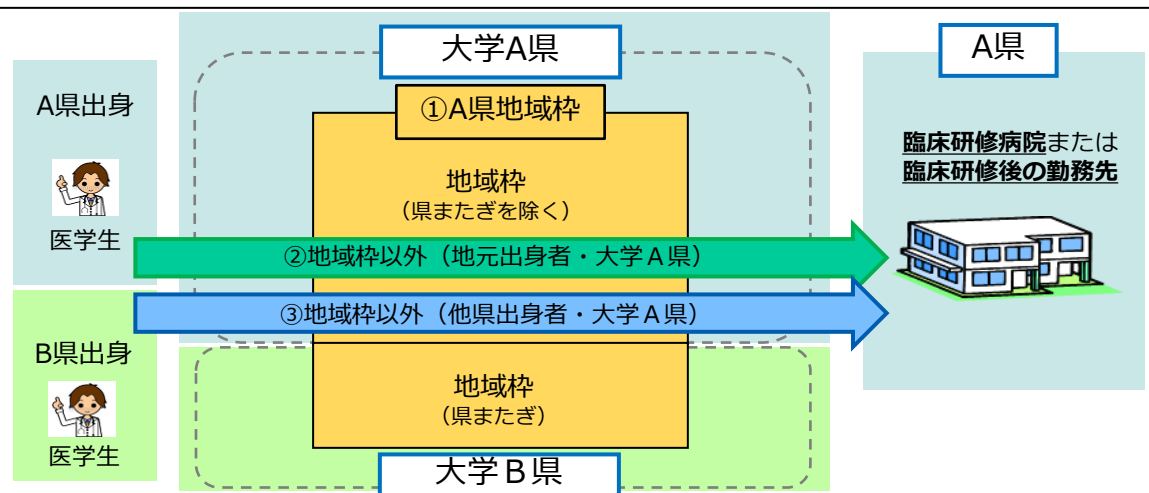 大学A県
A県
①A県地域枠
A県出身
医学生
地域枠
（県またぎを除く）
臨床研修病院または
臨床研修後の勤務先
②地域枠以外（地元出身者・大学Ａ県）
③地域枠以外（他県出身者・大学Ａ県）
B県出身
医学生
地域枠
（県またぎ）
大学Ｂ県